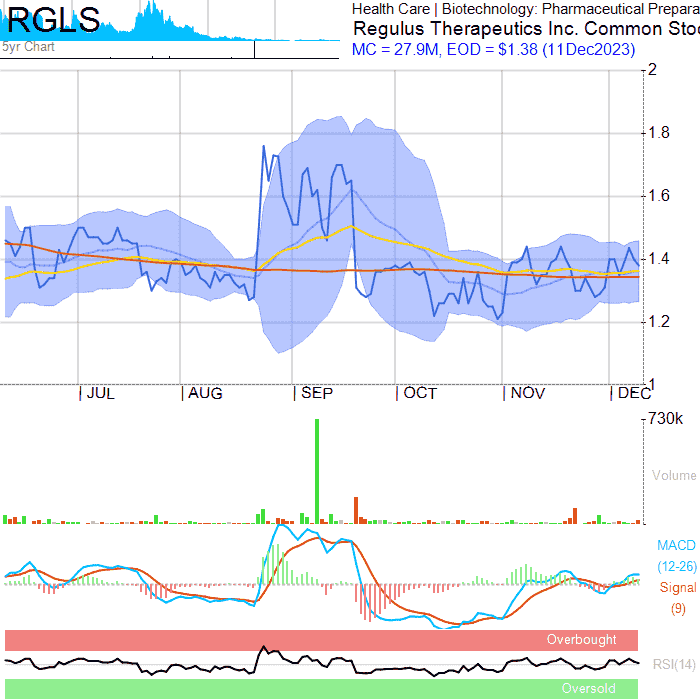 RGLS
5yr Chart
Health Care | Biotechnology: Pharmaceutical Prepara
Regulus Therapeutics Inc. Common Stoc
MC = 27.9M, EOD = $1.38 (11Dec2023)
2
1.8
1.6
1.4
1.2
1
JUL AUG SEP OCT NOV DEC
730k
Volume
MACD
(12-26)
Signal
(9)
Overbought
RSI(14)
Oversold